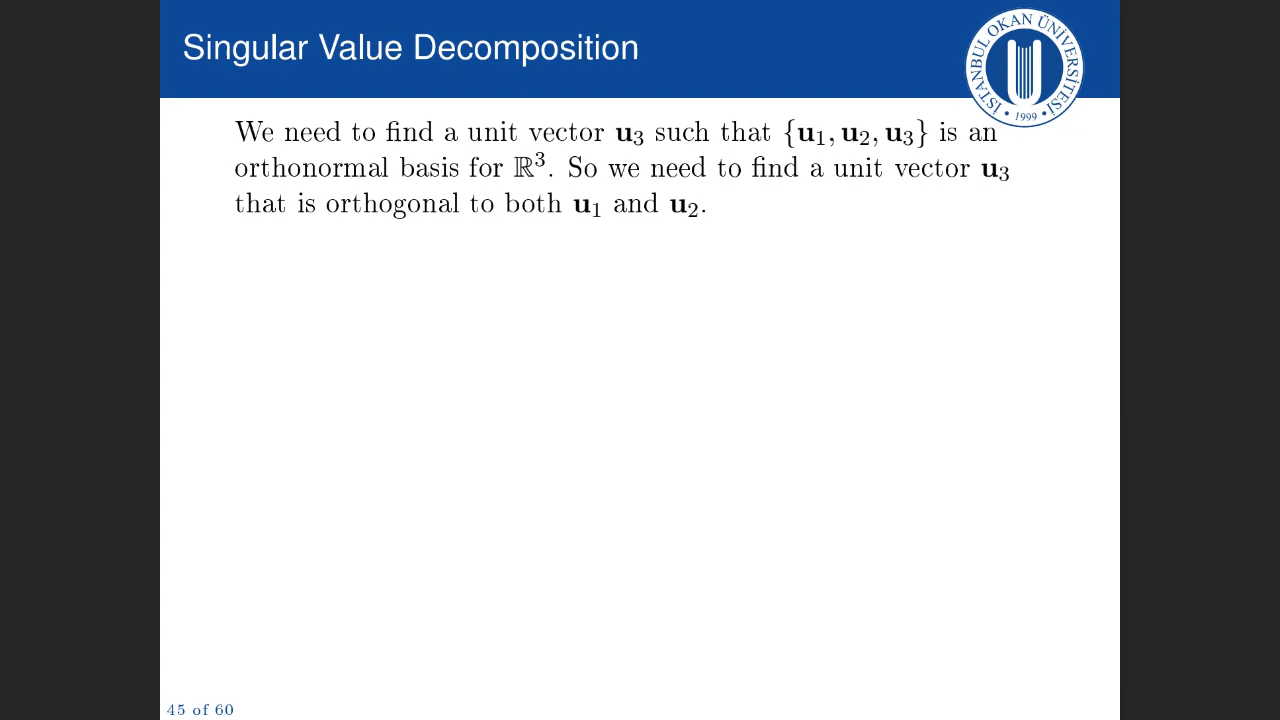 Singular Value Decomposition
İSTANBUL OKAN ÜNİVERSİTESİ
• 1999 •
We need to find a unit vector u₃ such that {u₁, u₂, u₃} is an
orthonormal basis for ℝ³. So we need to find a unit vector u₃
that is orthogonal to both u₁ and u₂.
45 of 60